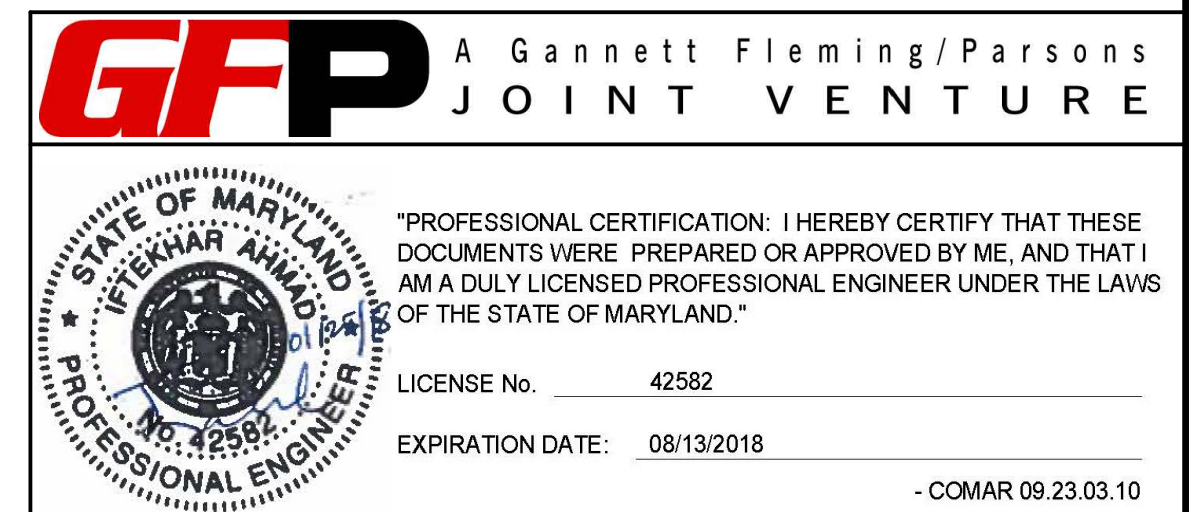 GFP
A Gannett Fleming/Parsons
JOINT VENTURE
STATE OF MARYLAND
IFTEKHAR AHMAD
No. 42582
★ PROFESSIONAL ENGINEER ★
"PROFESSIONAL CERTIFICATION: I HEREBY CERTIFY THAT THESE
DOCUMENTS WERE PREPARED OR APPROVED BY ME, AND THAT I
AM A DULY LICENSED PROFESSIONAL ENGINEER UNDER THE LAWS
OF THE STATE OF MARYLAND."
LICENSE No. 42582
EXPIRATION DATE: 08/13/2018
- COMAR 09.23.03.10